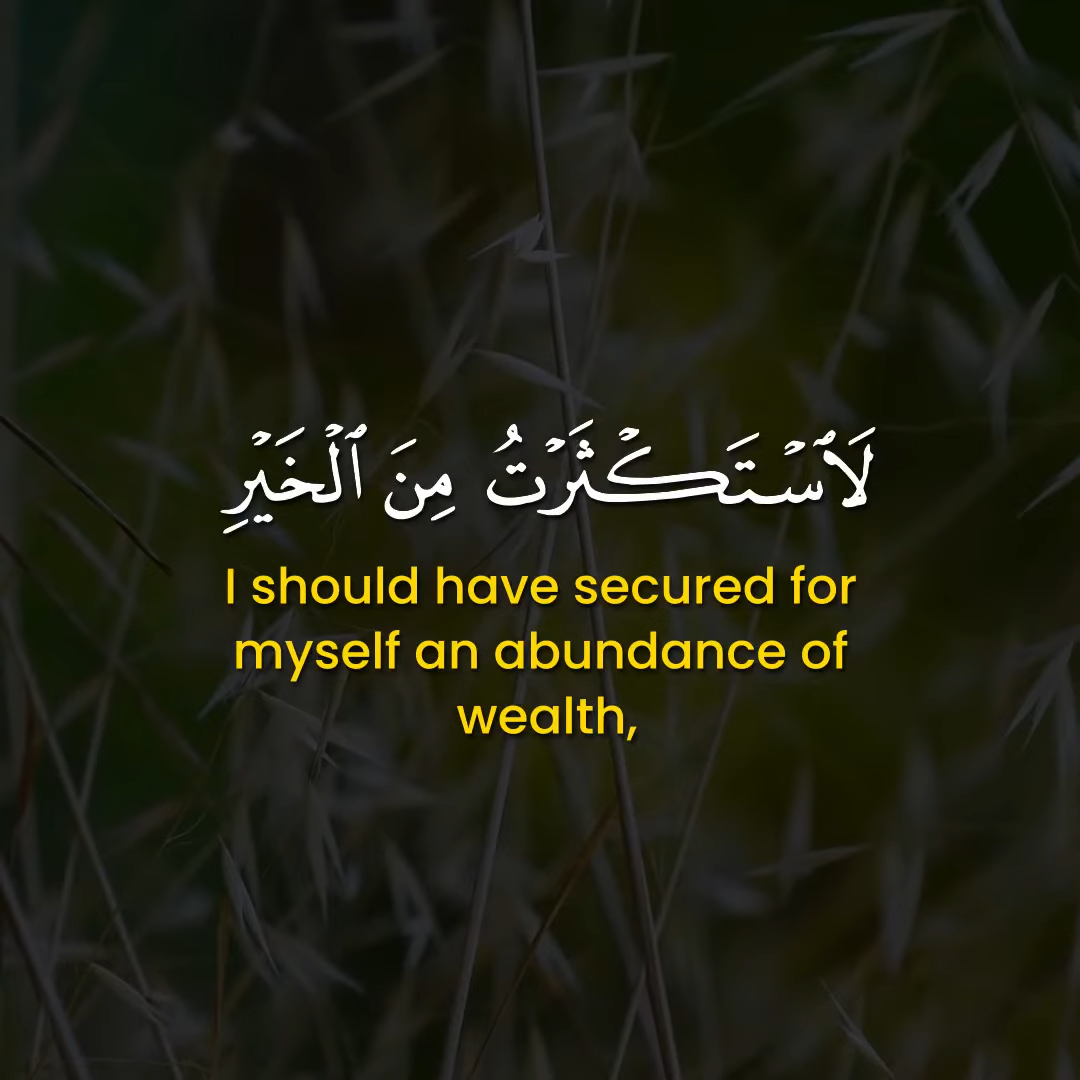 لَٱسۡتَكۡثَرۡتُ مِنَ ٱلۡخَيۡرِ
I should have secured for
myself an abundance of
wealth,